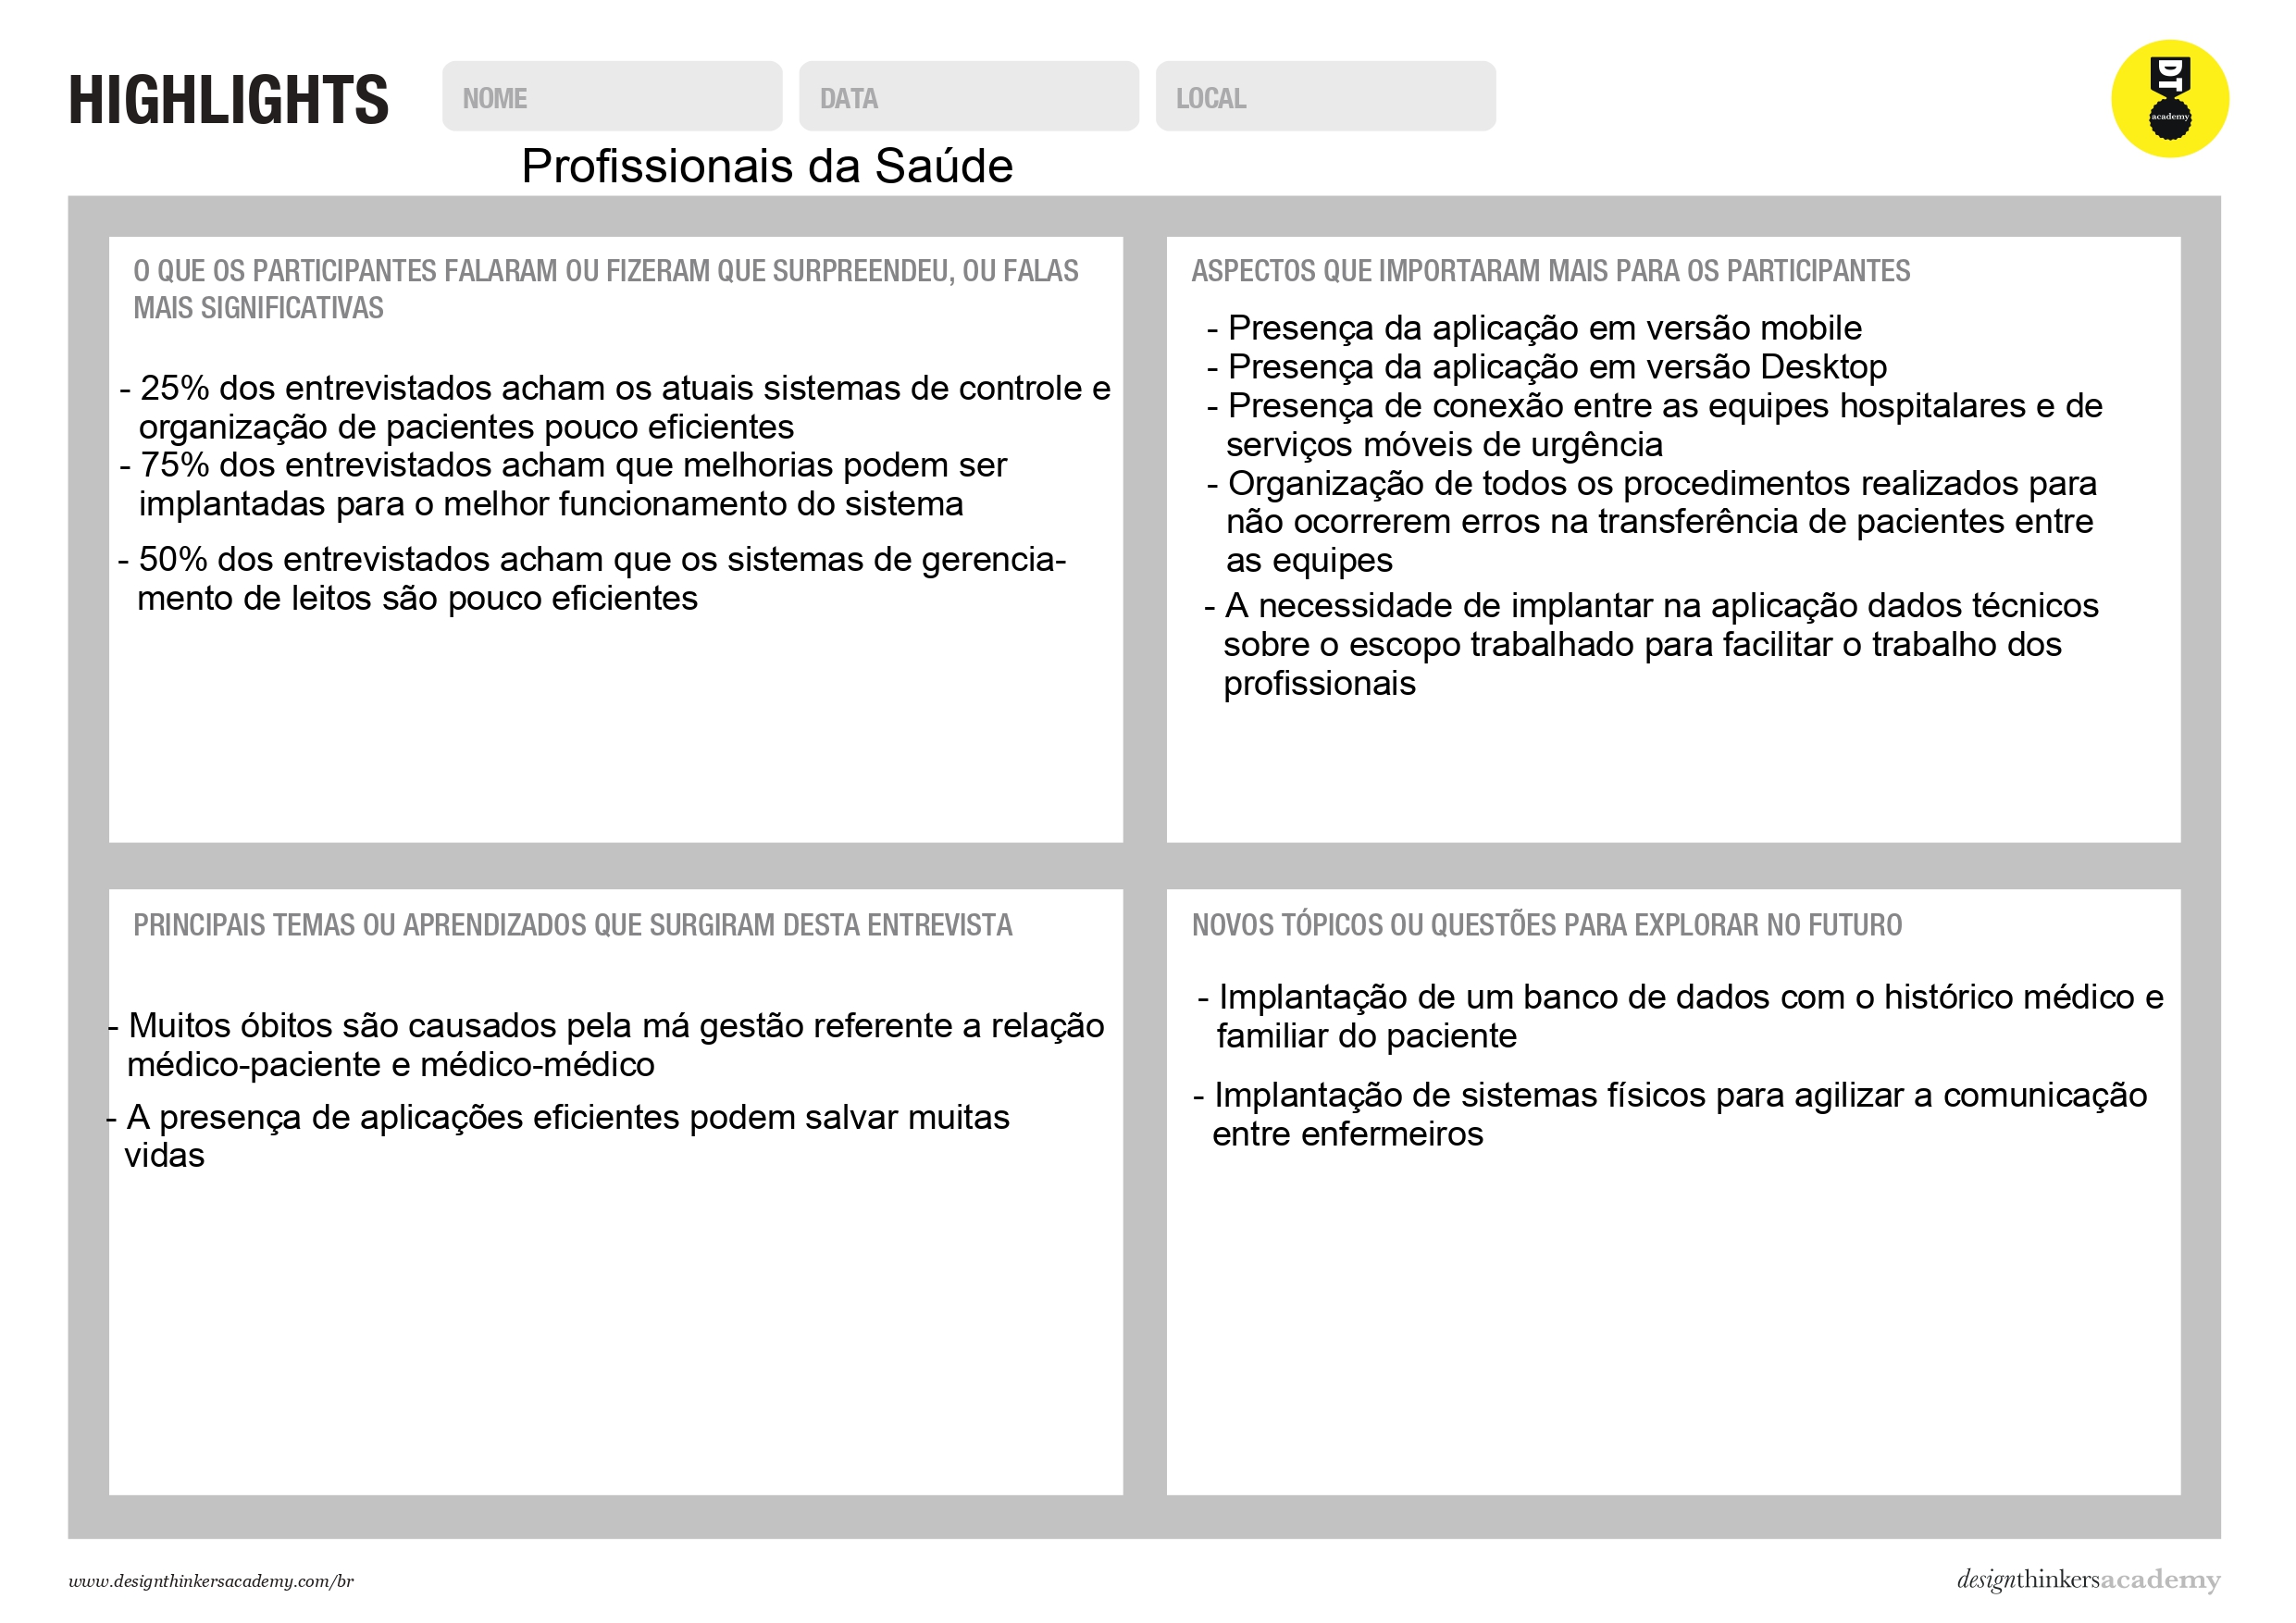 HIGHLIGHTS
NOME
DATA
LOCAL
DT
academy
Profissionais da Saúde
O QUE OS PARTICIPANTES FALARAM OU FIZERAM QUE SURPREENDEU, OU FALAS
MAIS SIGNIFICATIVAS
- 25% dos entrevistados acham os atuais sistemas de controle e
organização de pacientes pouco eficientes
- 75% dos entrevistados acham que melhorias podem ser
implantadas para o melhor funcionamento do sistema
- 50% dos entrevistados acham que os sistemas de gerencia-
mento de leitos são pouco eficientes
ASPECTOS QUE IMPORTARAM MAIS PARA OS PARTICIPANTES
- Presença da aplicação em versão mobile
- Presença da aplicação em versão Desktop
- Presença de conexão entre as equipes hospitalares e de
serviços móveis de urgência
- Organização de todos os procedimentos realizados para
não ocorrerem erros na transferência de pacientes entre
as equipes
- A necessidade de implantar na aplicação dados técnicos
sobre o escopo trabalhado para facilitar o trabalho dos
profissionais
PRINCIPAIS TEMAS OU APRENDIZADOS QUE SURGIRAM DESTA ENTREVISTA
- Muitos óbitos são causados pela má gestão referente a relação
médico-paciente e médico-médico
- A presença de aplicações eficientes podem salvar muitas
vidas
NOVOS TÓPICOS OU QUESTÕES PARA EXPLORAR NO FUTURO
- Implantação de um banco de dados com o histórico médico e
familiar do paciente
- Implantação de sistemas físicos para agilizar a comunicação
entre enfermeiros
www.designthinkersacademy.com/br
designthinkersacademy